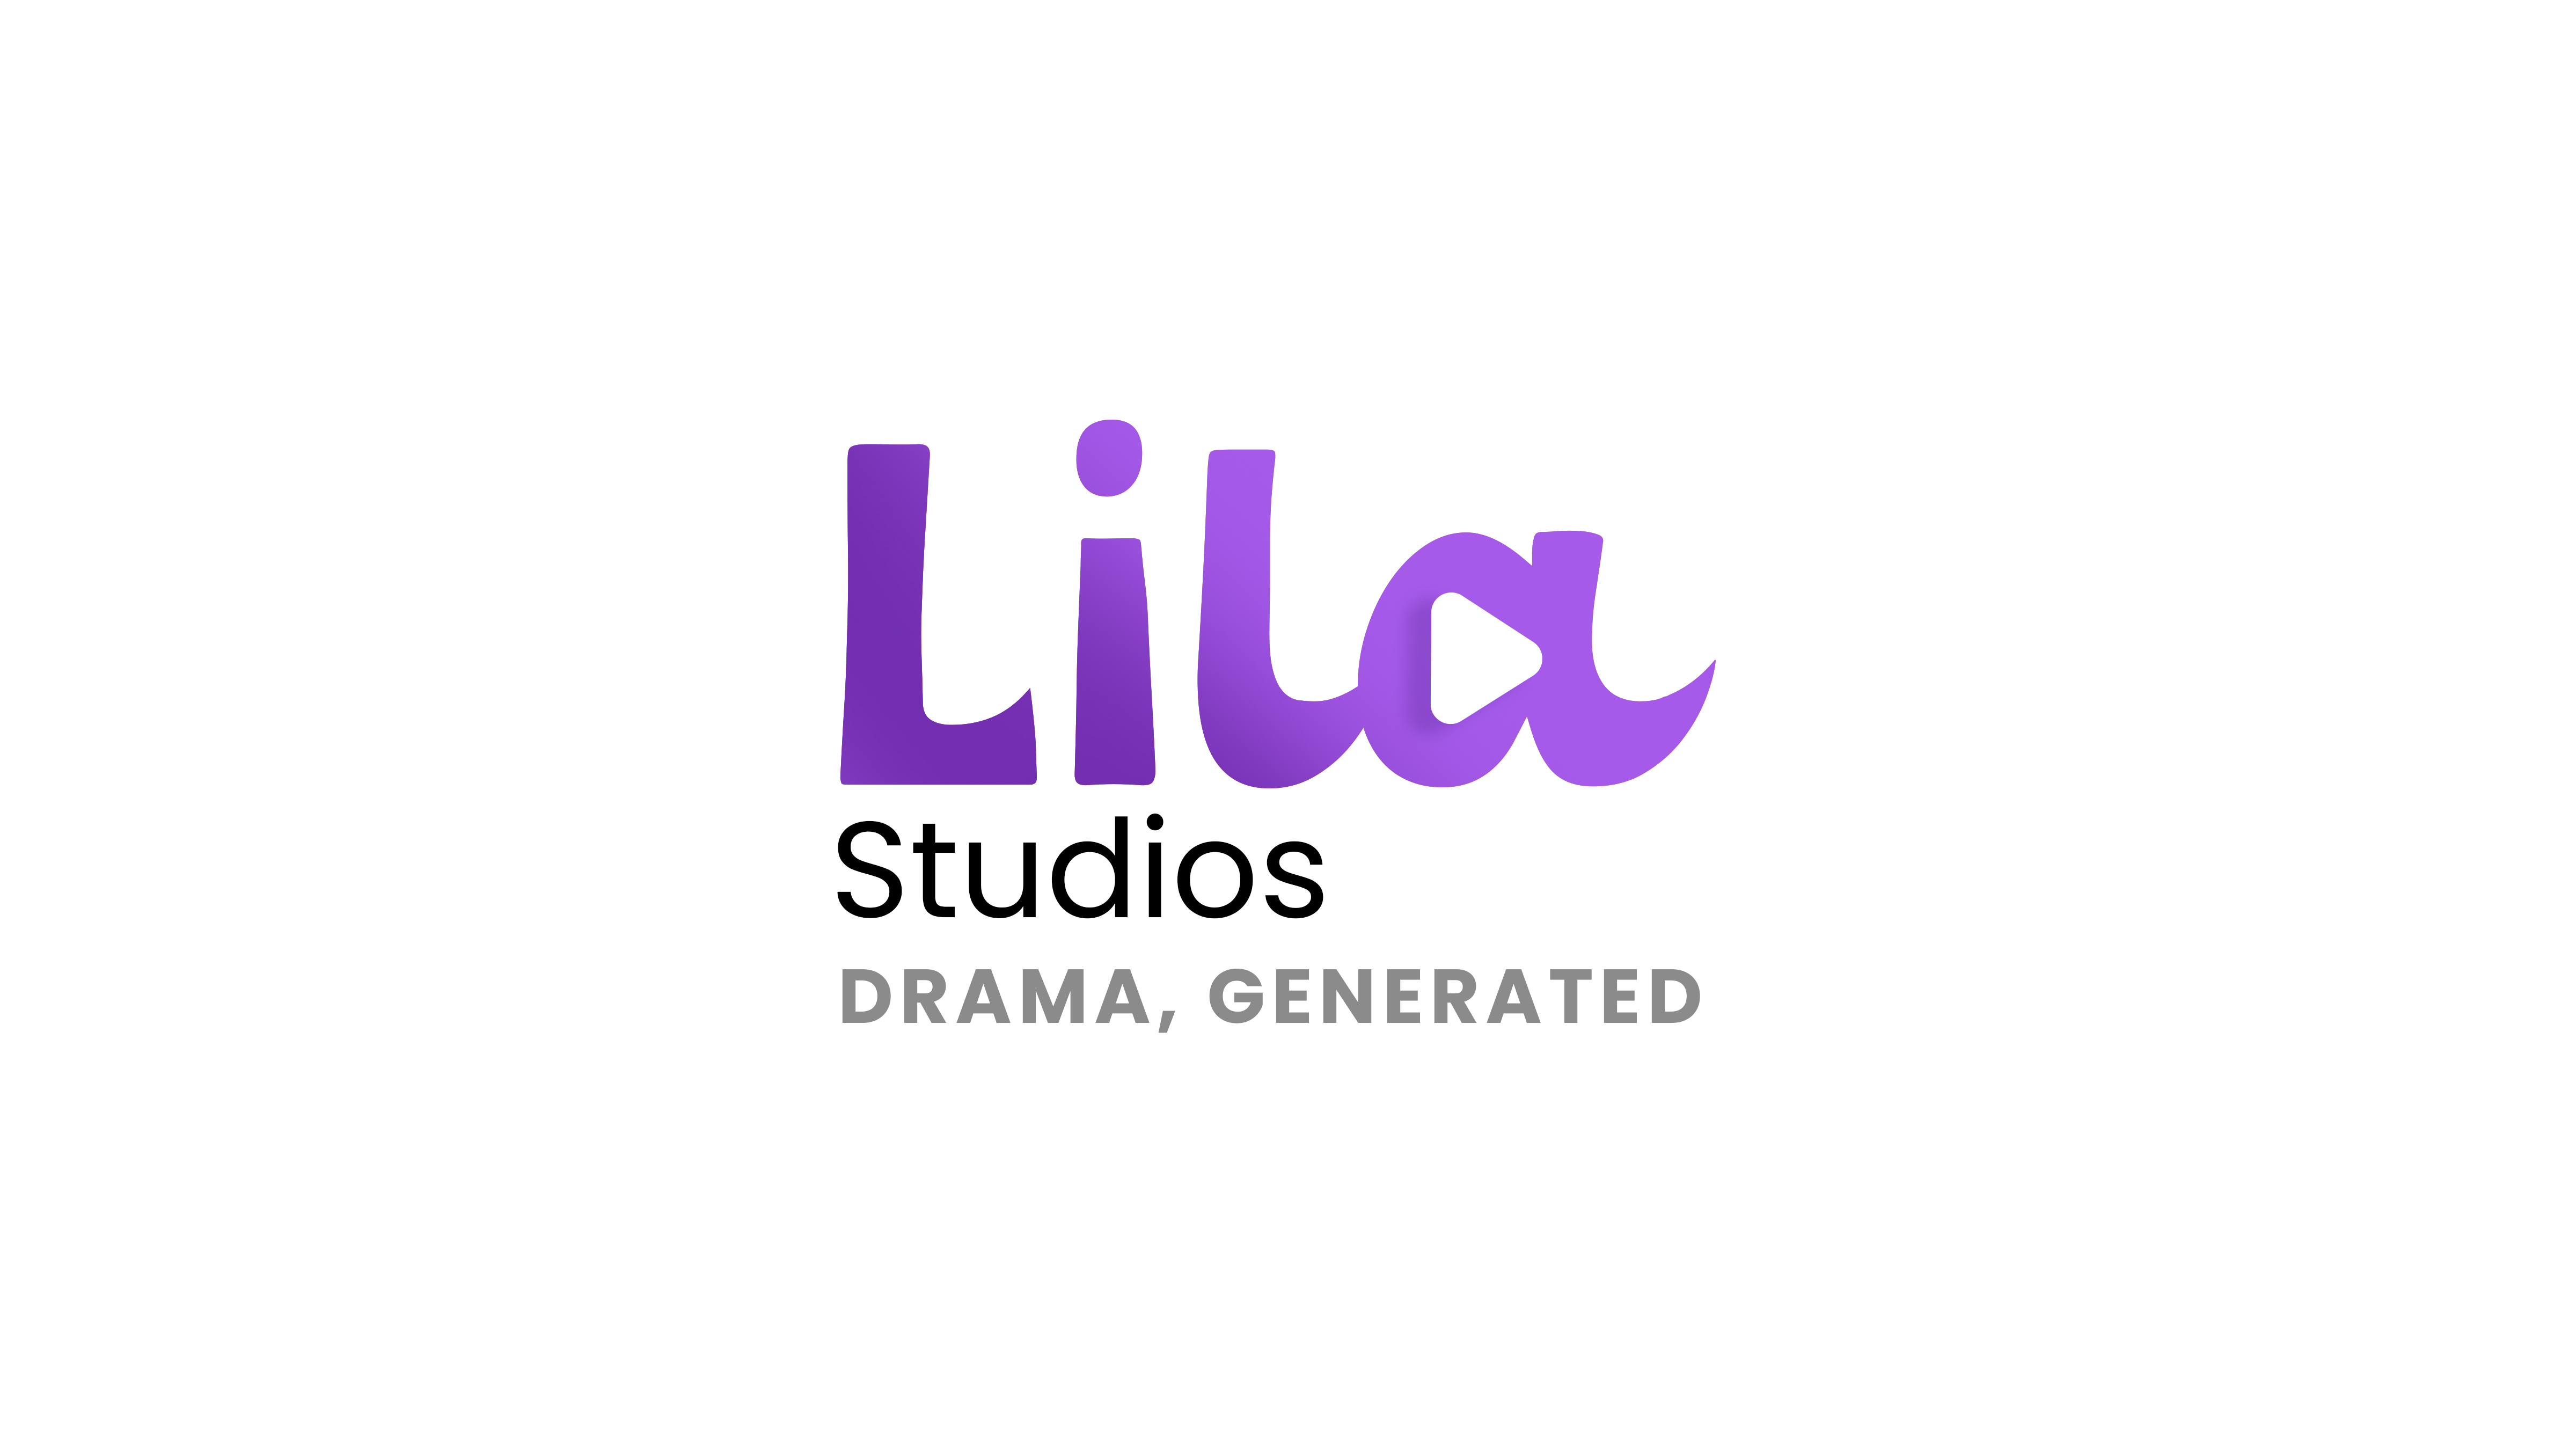 Lila
Studios
DRAMA, GENERATED